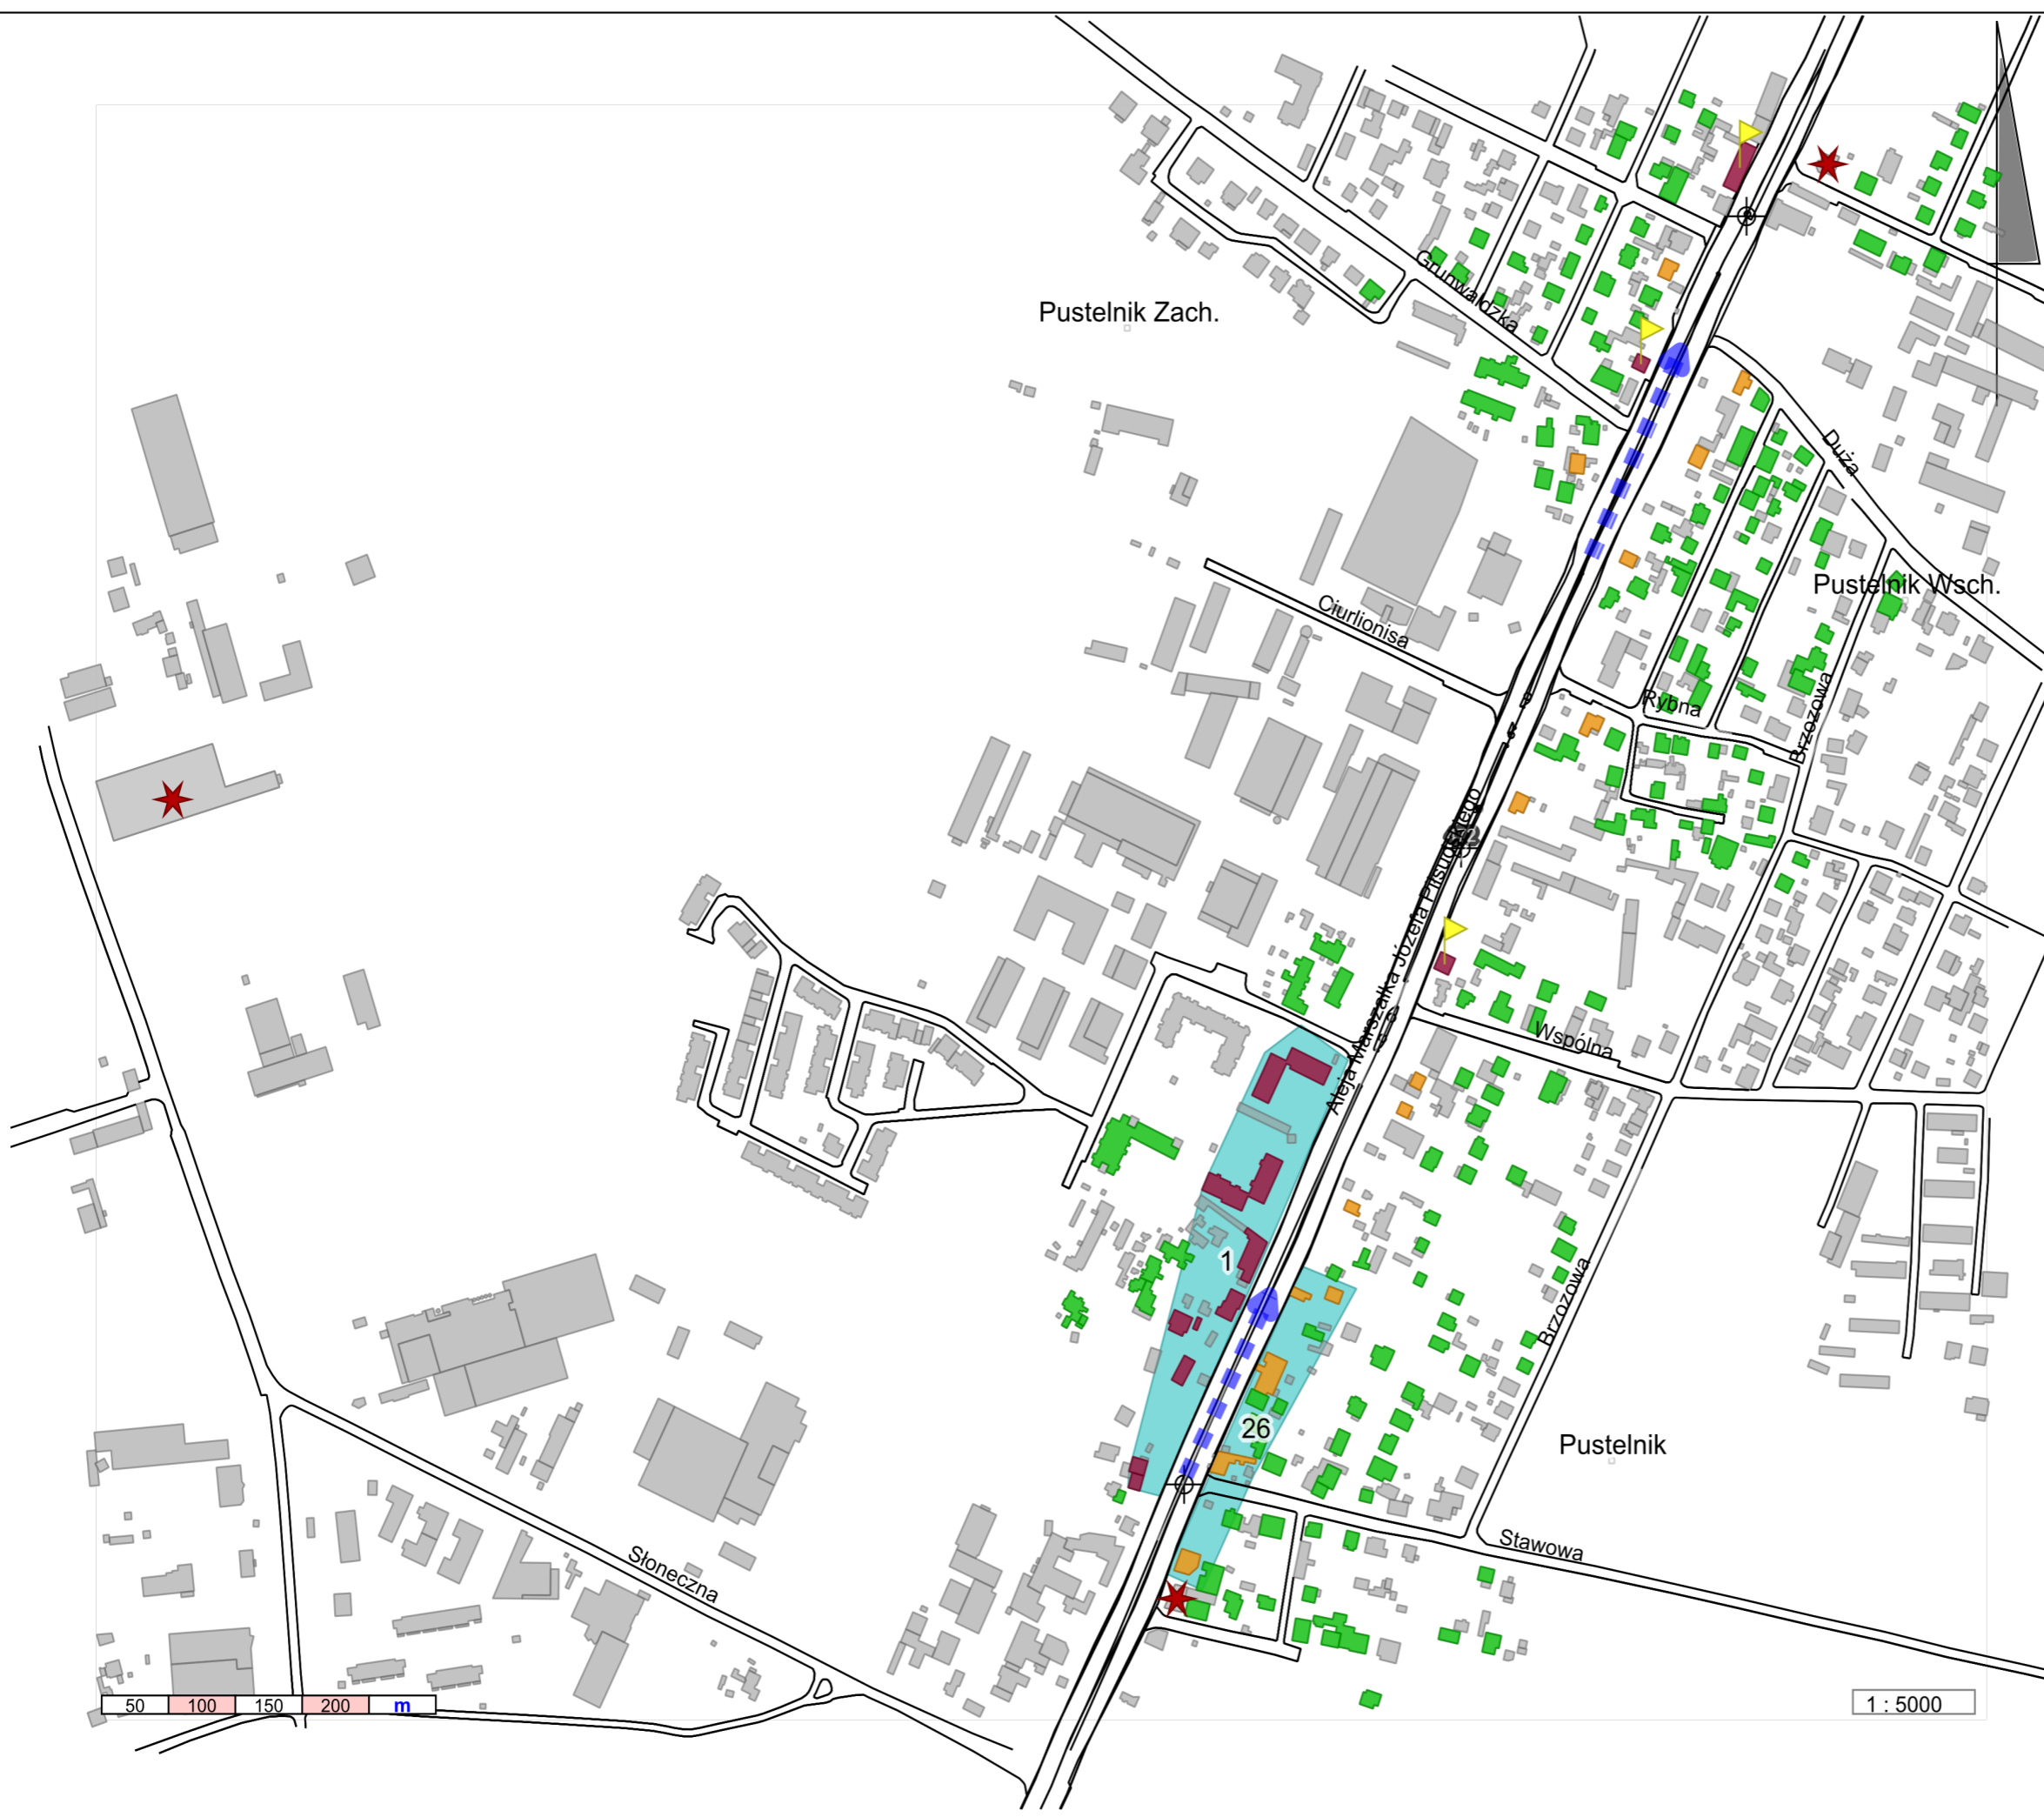 Grunwaldzka
Pustelnik Zach.
Duża
Pustelnik Wsch.
Ciurlionisa
Rybna
Brzozowa
Aleja Marszałka Józefa Piłsudskiego
Wspólna
1
Brzozowa
26
Pustelnik
Stawowa
Słoneczna
50 100 150 200 m
1 : 5000